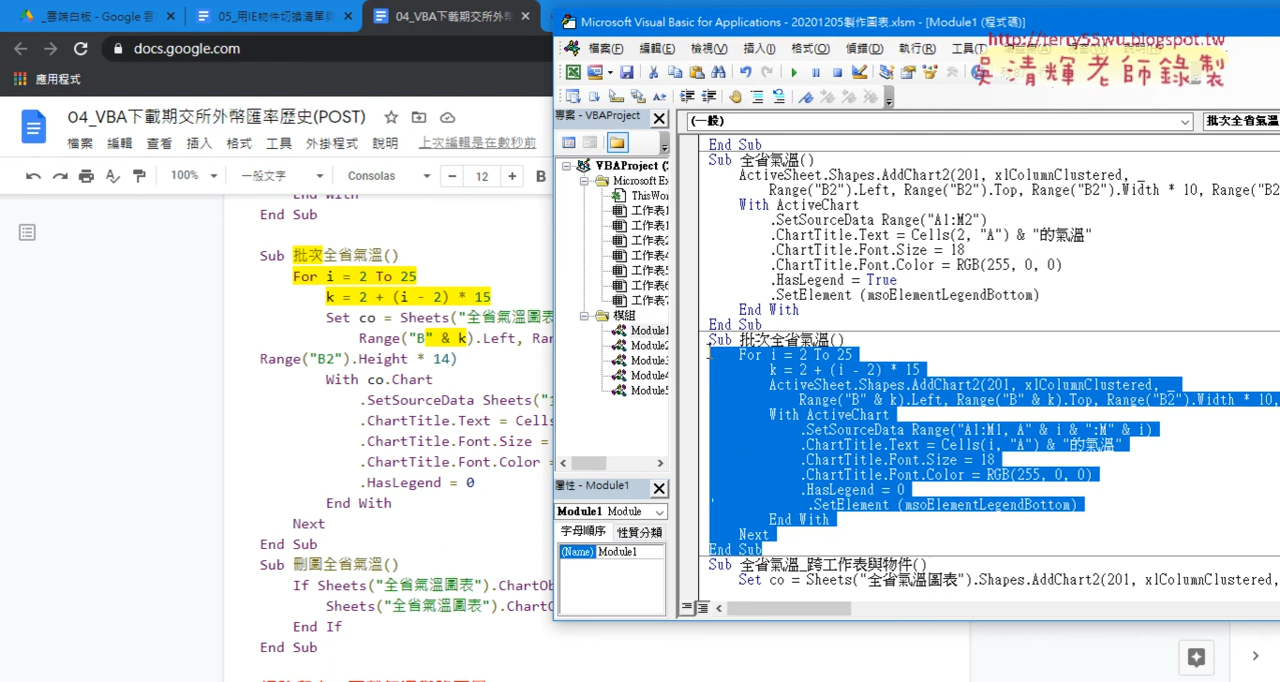 _雲端白板 - Google 雲
05_用IE物件切換清單與
04_VBA下載期交所外幣
docs.google.com
應用程式
04_VBA下載期交所外幣匯率歷史(POST)
檔案 編輯 查看 插入 格式 工具 外掛程式 說明 上次編輯是在數秒前
100% 一般文字 Consolas 12 B
End With
End Sub
Sub 批次全省氣溫()
For i = 2 To 25
k = 2 + (i - 2) * 15
Set co = Sheets("全省氣溫圖表
Range("B" & k).Left, Ran
Range("B2").Height * 14)
With co.Chart
.SetSourceData Sheets("
.ChartTitle.Text = Cells
.ChartTitle.Font.Size =
.ChartTitle.Font.Color =
.HasLegend = 0
End With
Next
End Sub
Sub 刪圖全省氣溫()
If Sheets("全省氣溫圖表").ChartOb
Sheets("全省氣溫圖表").ChartO
End If
End Sub
Microsoft Visual Basic for Applications - 20201205製作圖表.xlsm - [Module1 (程式碼)]
檔案(F) 編輯(E) 檢視(V) 插入(I) 格式(O) 偵錯(D) 執行(R) 工具(T)
http://terry55wu.blogspot.tw
吳清輝老師錄製
專案 - VBAProject
VBAProject (2
Microsoft Ex
ThisWor
工作表1
工作表2
工作表3
工作表4
工作表5
工作表6
工作表7
模組
Module1
Module2
Module3
Module4
Module5
屬性 - Module1
Module1 Module
字母順序 性質分類
(Name) Module1
(一般) 批次全省氣溫
End Sub
Sub 全省氣溫()
ActiveSheet.Shapes.AddChart2(201, xlColumnClustered, _
Range("B2").Left, Range("B2").Top, Range("B2").Width * 10, Range("B2
With ActiveChart
.SetSourceData Range("A1:M2")
.ChartTitle.Text = Cells(2, "A") & "的氣溫"
.ChartTitle.Font.Size = 18
.ChartTitle.Font.Color = RGB(255, 0, 0)
.HasLegend = True
.SetElement (msoElementLegendBottom)
End With
End Sub
Sub 批次全省氣溫()
For i = 2 To 25
k = 2 + (i - 2) * 15
ActiveSheet.Shapes.AddChart2(201, xlColumnClustered, _
Range("B" & k).Left, Range("B" & k).Top, Range("B2").Width * 10,
With ActiveChart
.SetSourceData Range("A1:M1, A" & i & ":M" & i)
.ChartTitle.Text = Cells(i, "A") & "的氣溫"
.ChartTitle.Font.Size = 18
.ChartTitle.Font.Color = RGB(255, 0, 0)
.HasLegend = 0
' .SetElement (msoElementLegendBottom)
End With
Next
End Sub
Sub 全省氣溫_跨工作表與物件()
Set co = Sheets("全省氣溫圖表").Shapes.AddChart2(201, xlColumnClustered,